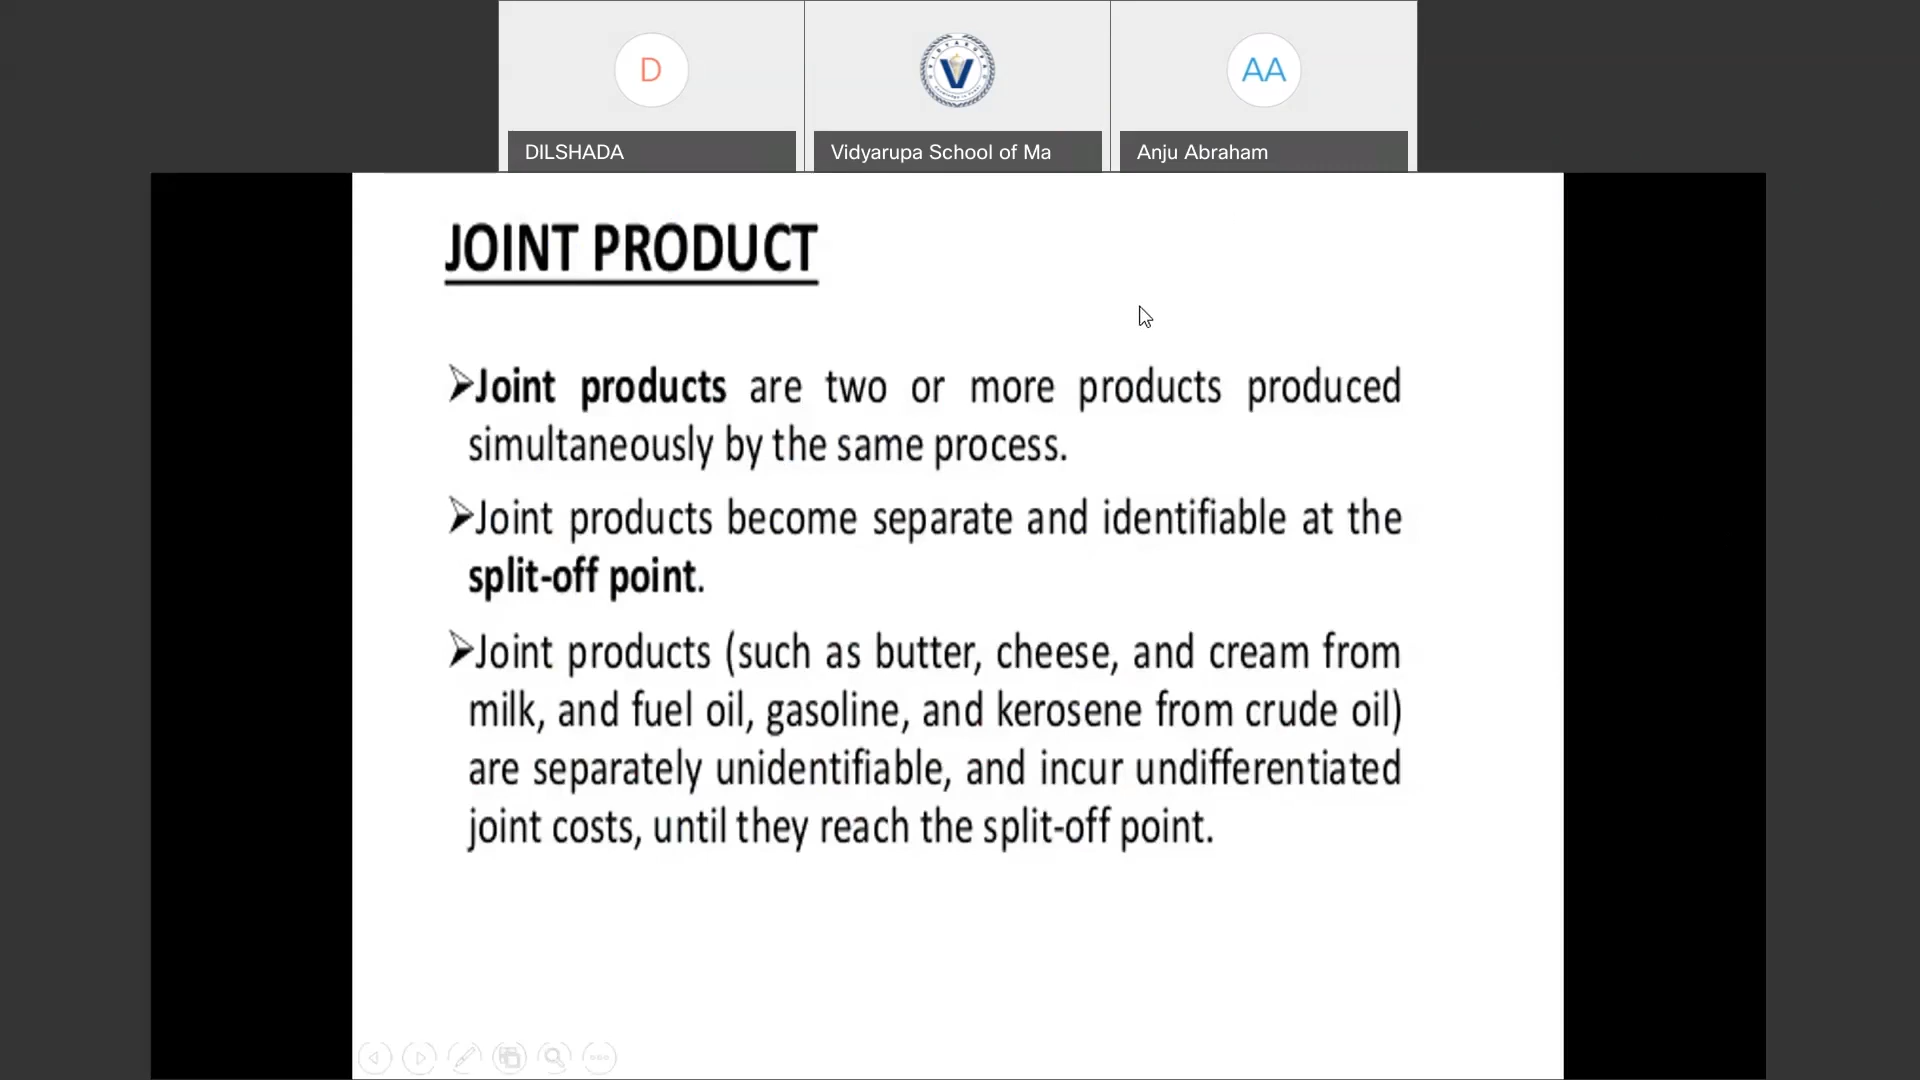 D
V
AA
DILSHADA
Vidyarupa School of Ma
Anju Abraham
JOINT PRODUCT
➢Joint products are two or more products produced
simultaneously by the same process.
➢Joint products become separate and identifiable at the
split-off point.
➢Joint products (such as butter, cheese, and cream from
milk, and fuel oil, gasoline, and kerosene from crude oil)
are separately unidentifiable, and incur undifferentiated
joint costs, until they reach the split-off point.